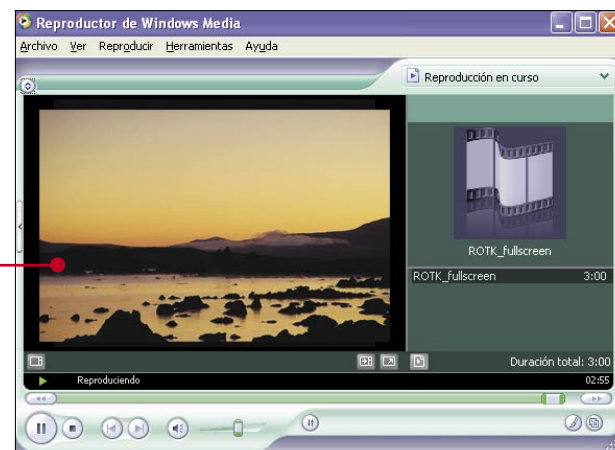 Reproductor de Windows Media
Archivo Ver Reproducir Herramientas Ayuda
Reproducción en curso
ROTK_fullscreen
ROTK_fullscreen 3:00
Duración total: 3:00
Reproduciendo 02:55